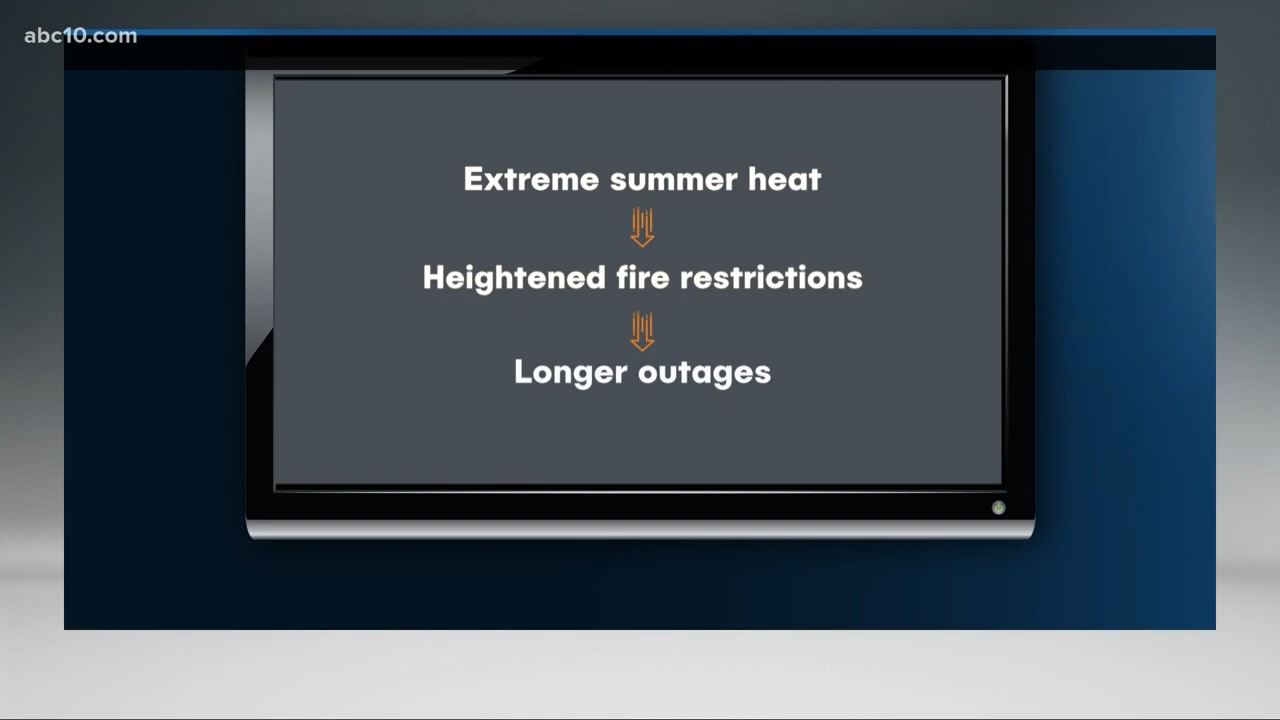 abc10.com
Extreme summer heat
Heightened fire restrictions
Longer outages